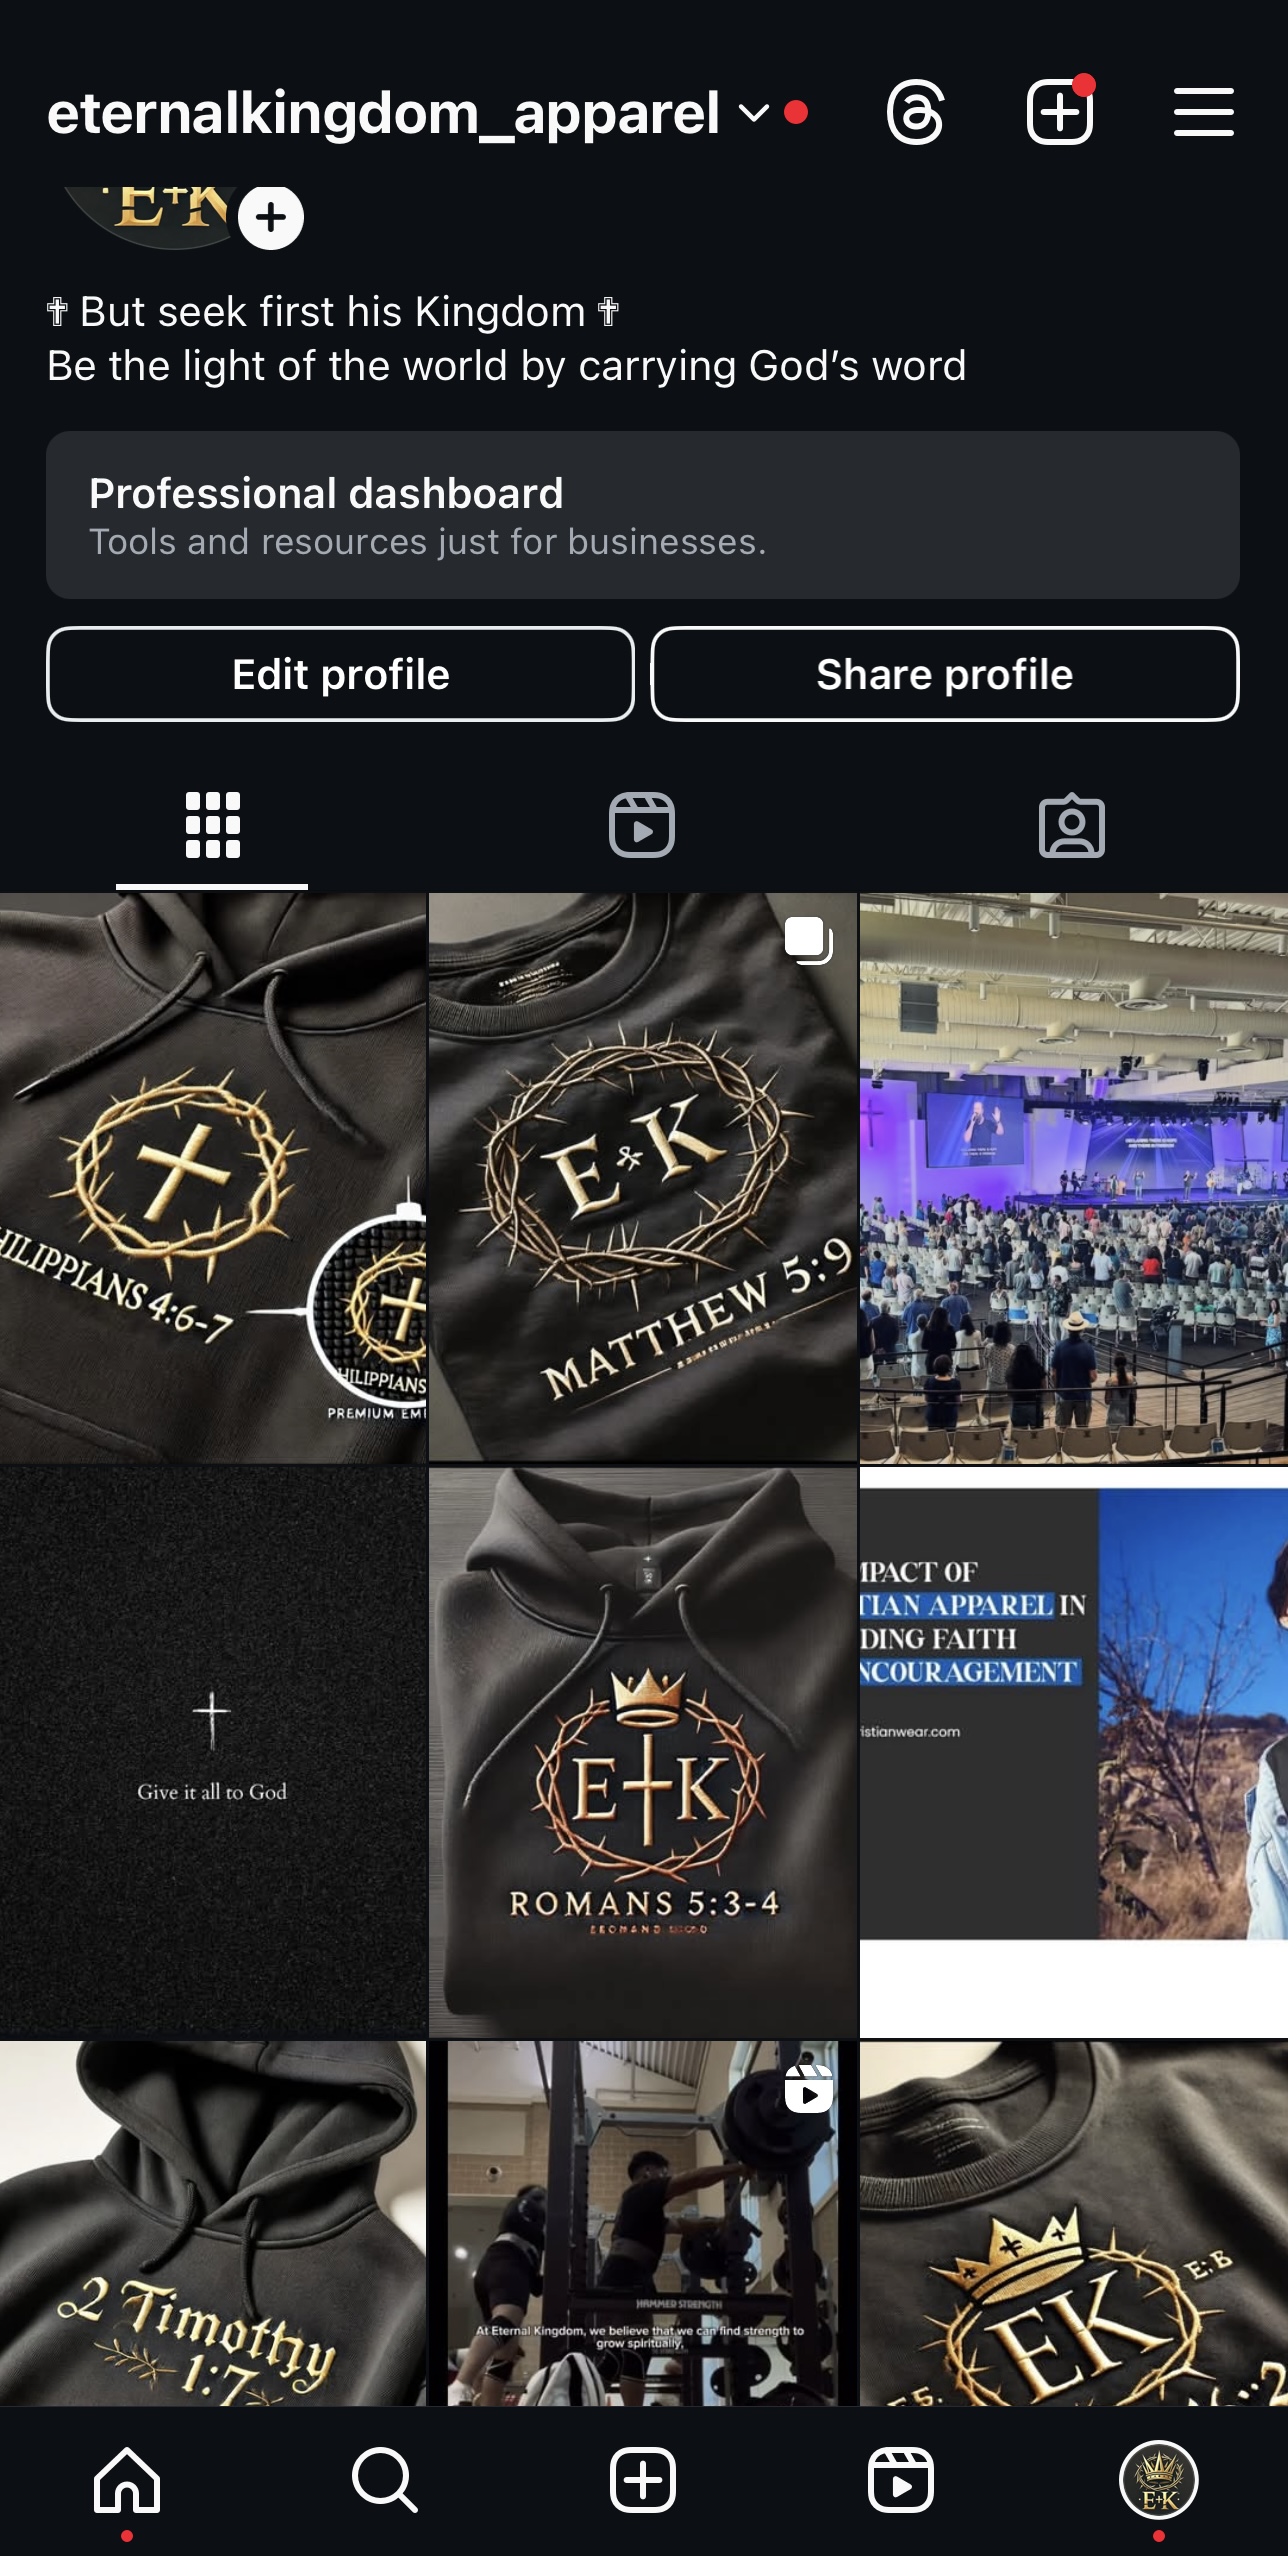 eternalkingdom_apparel
E+K
✟ But seek first his Kingdom ✟
Be the light of the world by carrying God's word
Professional dashboard
Tools and resources just for businesses.
Edit profile
Share profile
HILIPPIANS 4:6-7
HILIPPIANS
PREMIUM EM
E K
MATTHEW 5:9
Give it all to God
E K
ROMANS 5:3-4
MPACT OF
TIAN APPAREL IN
DING FAITH
NCOURAGEMENT
istianwear.com
2 Timothy
1:7
HAMMER STRENGTH
At Eternal Kingdom, we believe that we can find strength to
grow spiritually,
E;B
EK
E+K